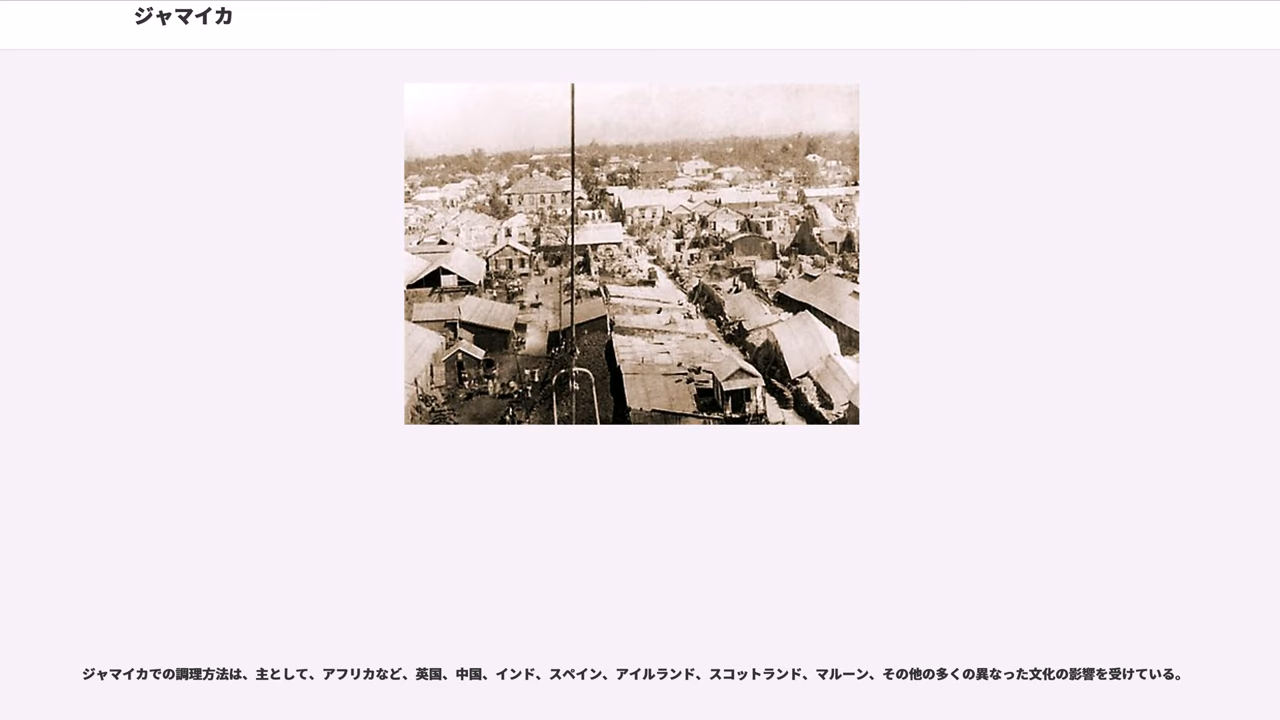 ジャマイカ
ジャマイカでの調理方法は、主として、アフリカなど、英国、中国、インド、スペイン、アイルランド、スコットランド、マルーン、その他の多くの異なった文化の影響を受けている。